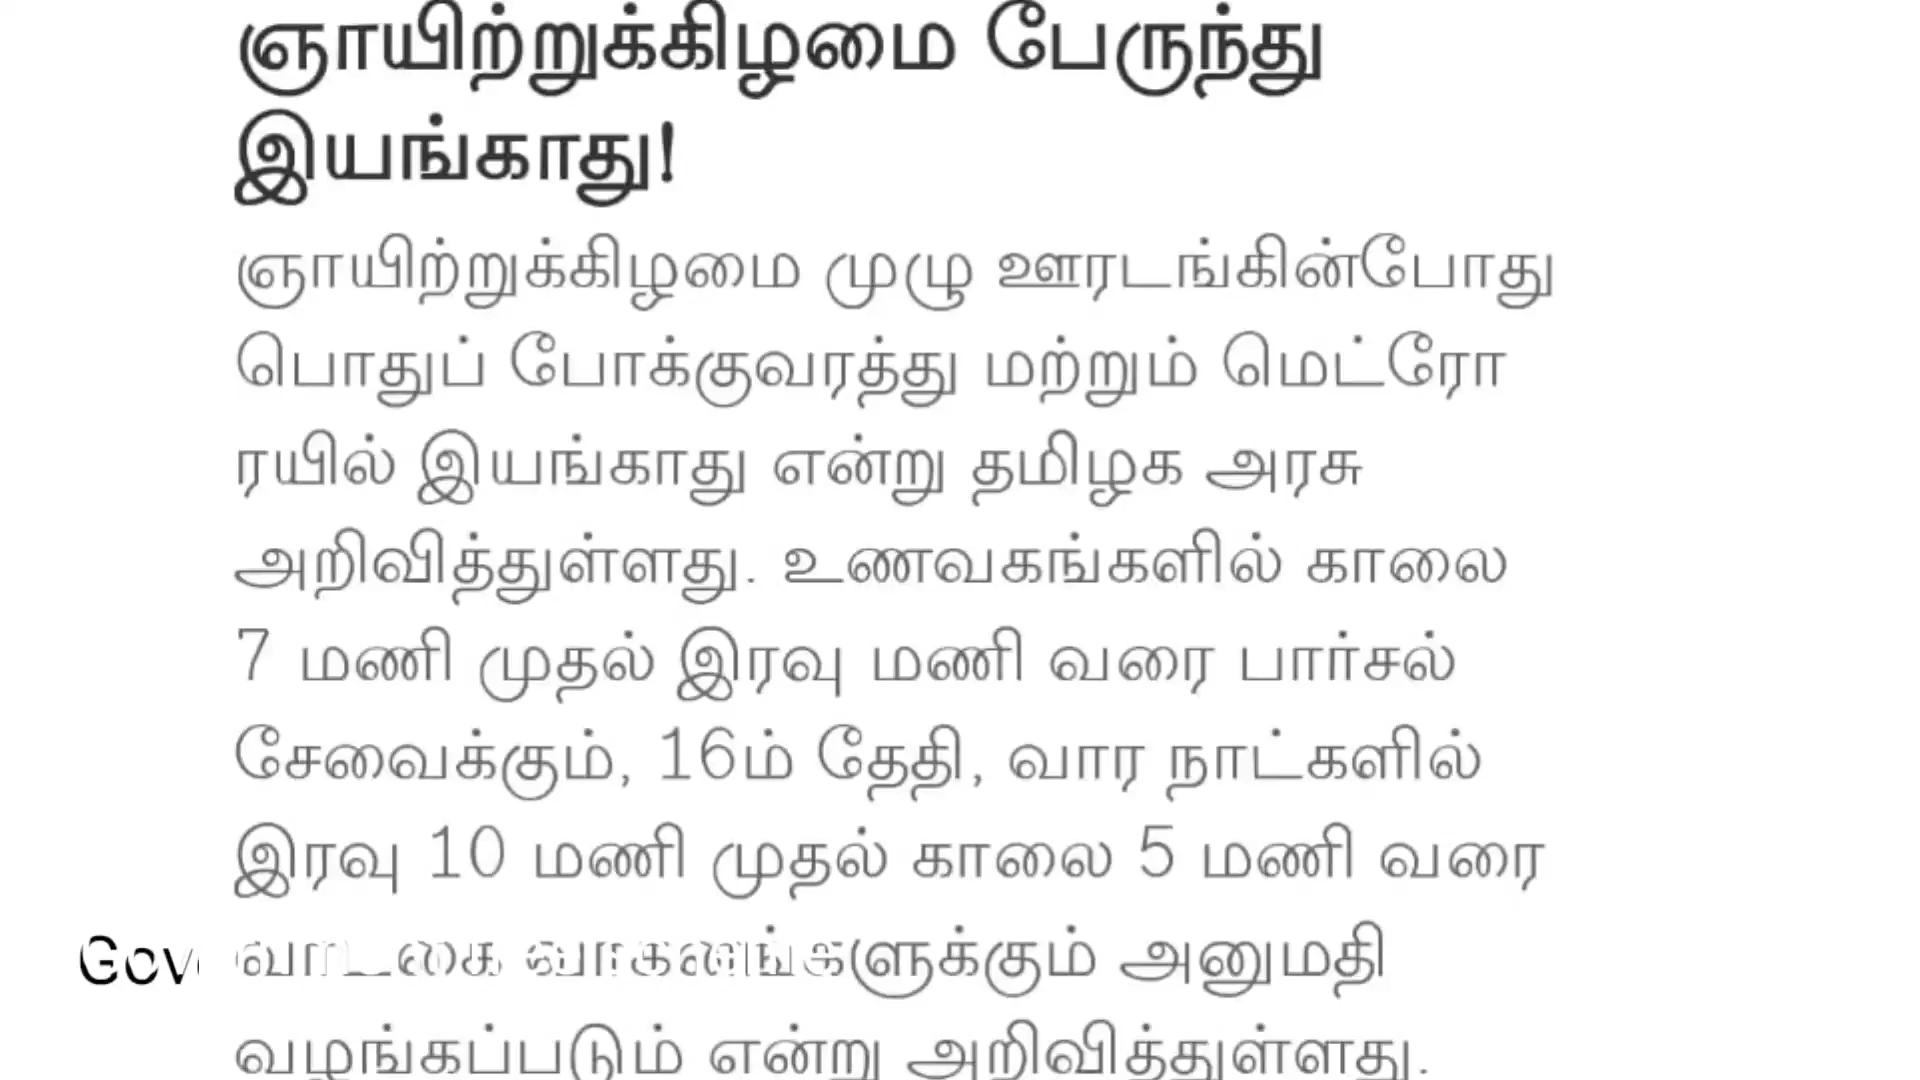 ஞாயிற்றுக்கிழமை பேருந்து
இயங்காது!
ஞாயிற்றுக்கிழமை முழு ஊரடங்கின்போது
பொதுப் போக்குவரத்து மற்றும் மெட்ரோ
ரயில் இயங்காது என்று தமிழக அரசு
அறிவித்துள்ளது. உணவகங்களில் காலை
7 மணி முதல் இரவு மணி வரை பார்சல்
சேவைக்கும், 16ம் தேதி, வார நாட்களில்
இரவு 10 மணி முதல் காலை 5 மணி வரை
வாடகை வாகனங்களுக்கும் அனுமதி
வழங்கப்படும் என்று அறிவித்துள்ளது.